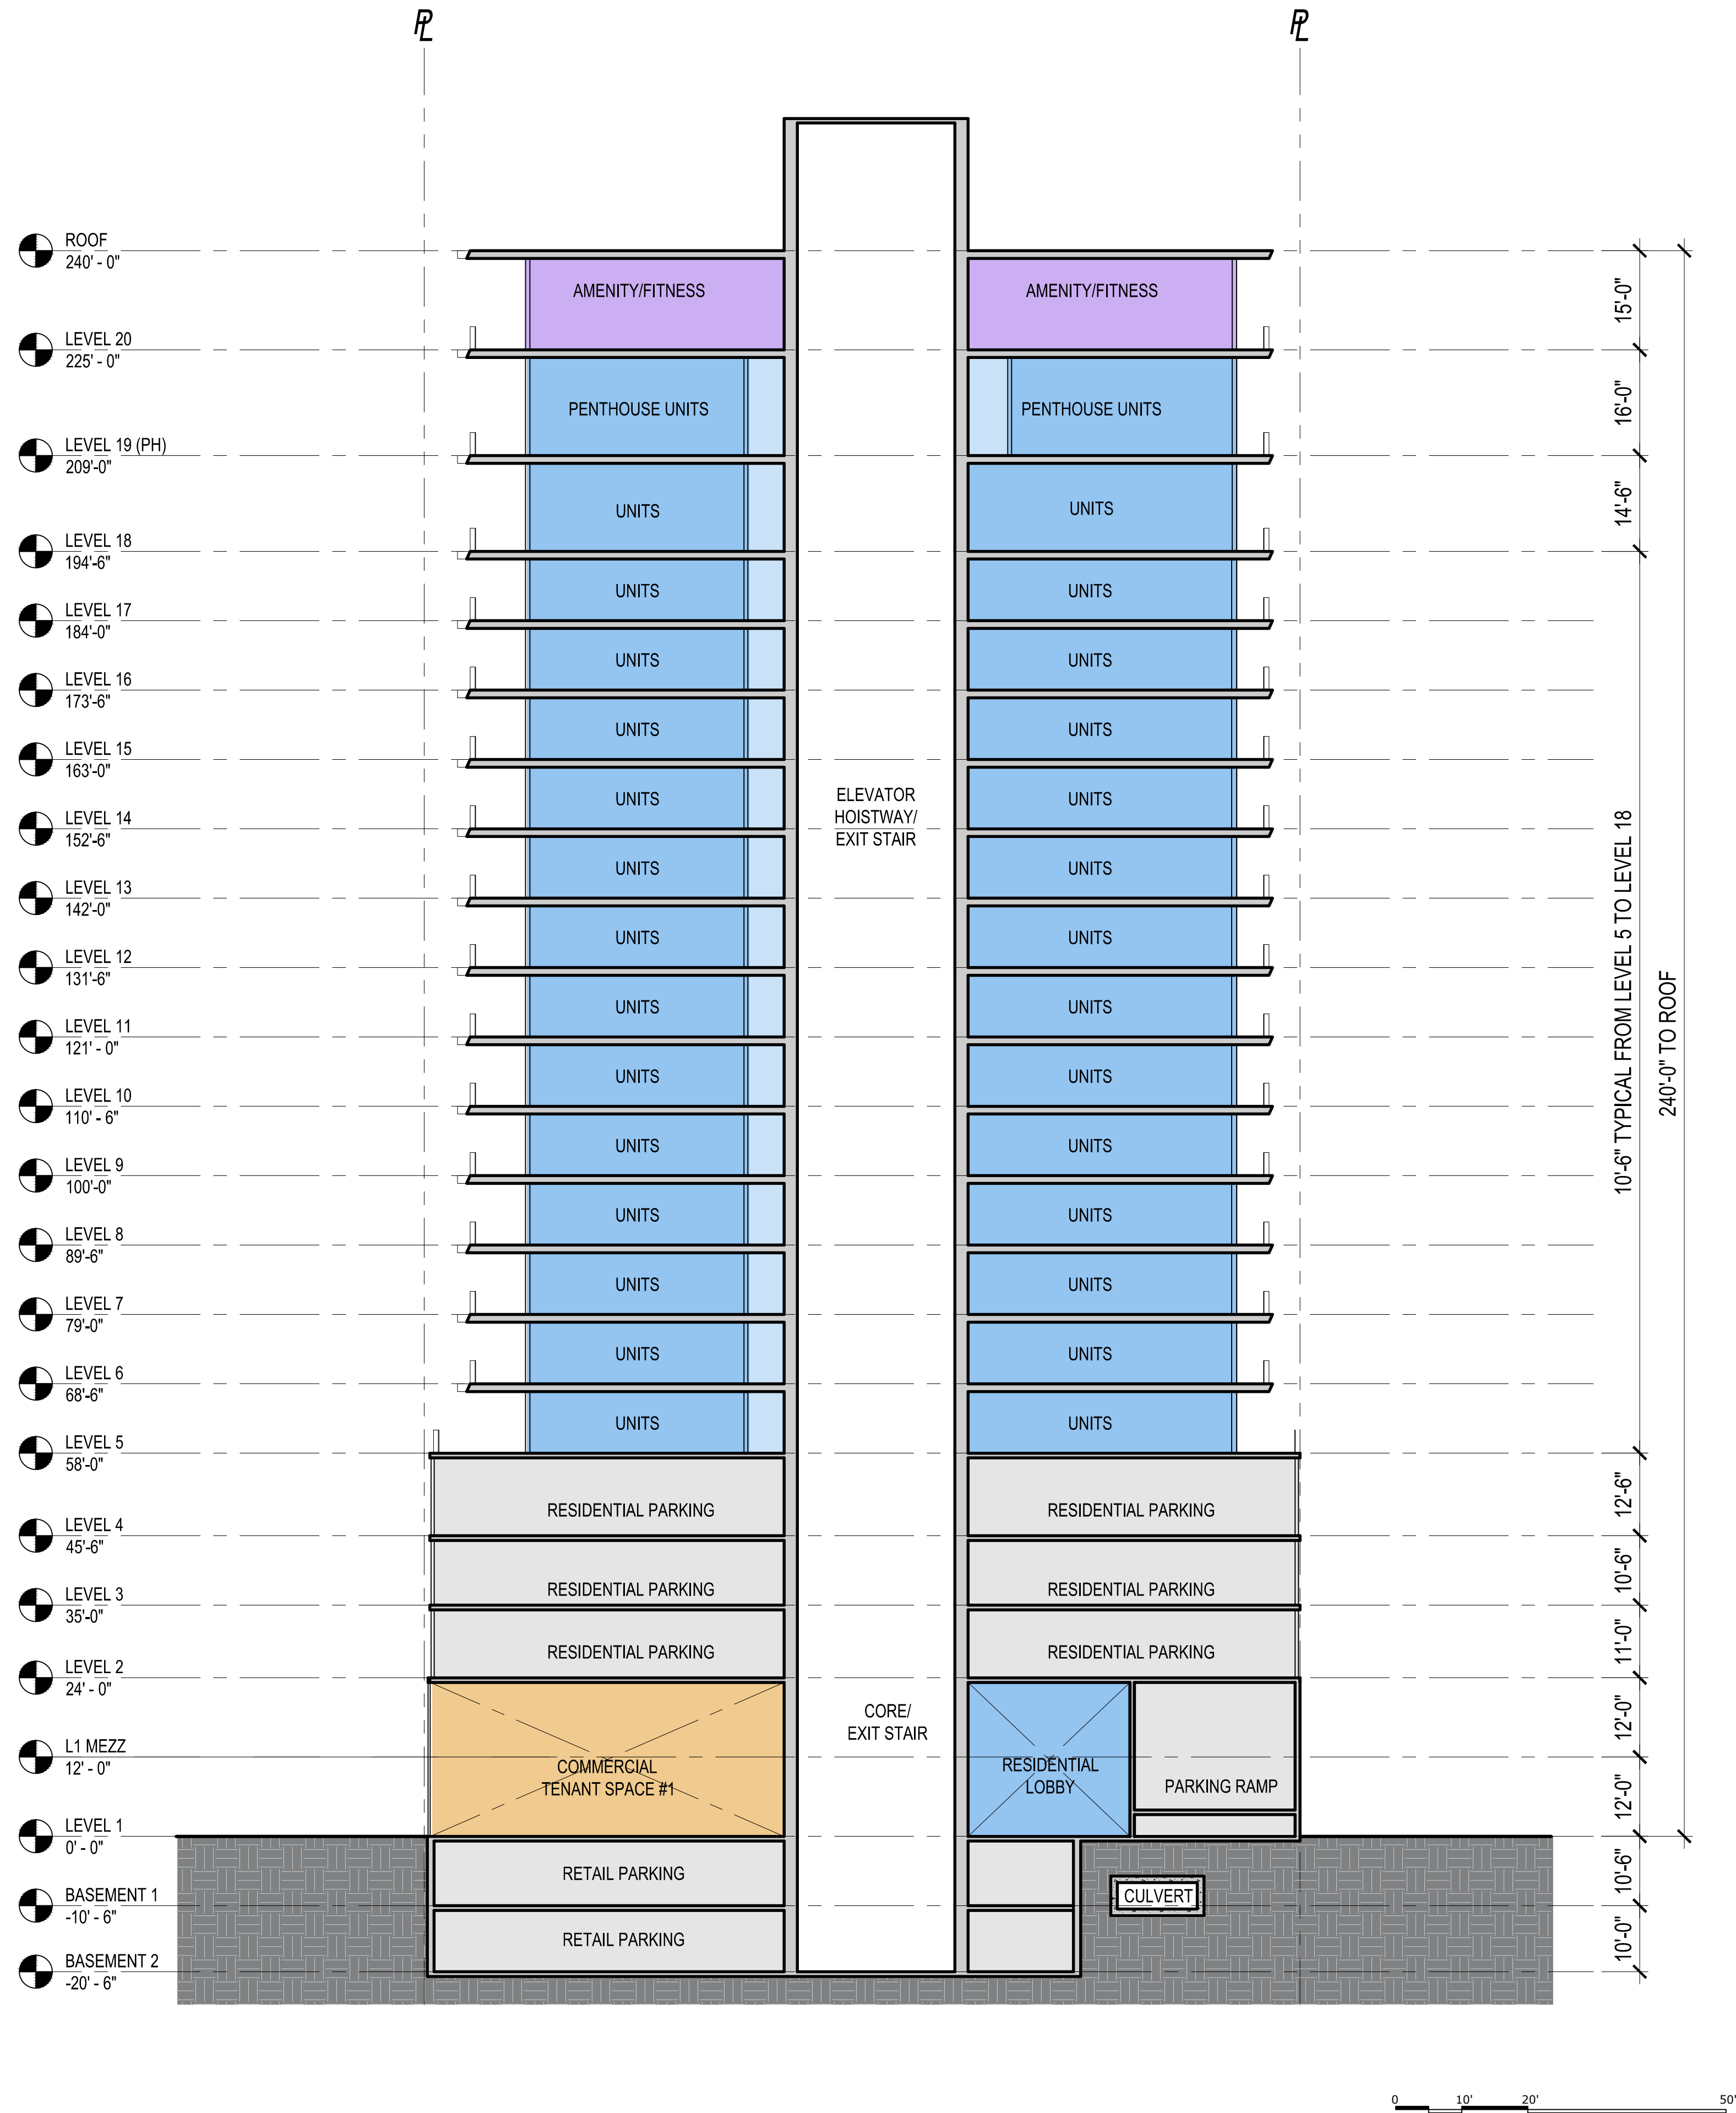 PL
PL
ROOF
240' - 0"
AMENITY/FITNESS
AMENITY/FITNESS
15'-0"
LEVEL 20
225' - 0"
PENTHOUSE UNITS
PENTHOUSE UNITS
16'-0"
LEVEL 19 (PH)
209'-0"
UNITS
UNITS
14'-6"
LEVEL 18
194'-6"
UNITS
UNITS
LEVEL 17
184'-0"
UNITS
UNITS
LEVEL 16
173'-6"
UNITS
UNITS
LEVEL 15
163'-0"
UNITS
UNITS
ELEVATOR
HOISTWAY/
EXIT STAIR
LEVEL 14
152'-6"
UNITS
UNITS
LEVEL 13
142'-0"
UNITS
UNITS
LEVEL 12
131'-6"
UNITS
UNITS
LEVEL 11
121' - 0"
UNITS
UNITS
10'-6" TYPICAL FROM LEVEL 5 TO LEVEL 18
240'-0" TO ROOF
LEVEL 10
110' - 6"
UNITS
UNITS
LEVEL 9
100'-0"
UNITS
UNITS
LEVEL 8
89'-6"
UNITS
UNITS
LEVEL 7
79'-0"
UNITS
UNITS
LEVEL 6
68'-6"
UNITS
UNITS
LEVEL 5
58'-0"
RESIDENTIAL PARKING
RESIDENTIAL PARKING
12'-6"
LEVEL 4
45'-6"
RESIDENTIAL PARKING
RESIDENTIAL PARKING
10'-6"
LEVEL 3
35'-0"
RESIDENTIAL PARKING
RESIDENTIAL PARKING
11'-0"
LEVEL 2
24' - 0"
CORE/
EXIT STAIR
12'-0"
L1 MEZZ
12' - 0"
COMMERCIAL
TENANT SPACE #1
RESIDENTIAL
LOBBY
PARKING RAMP
12'-0"
LEVEL 1
0' - 0"
RETAIL PARKING
10'-6"
BASEMENT 1
-10' - 6"
CULVERT
RETAIL PARKING
10'-0"
BASEMENT 2
-20' - 6"
0 10' 20' 50'